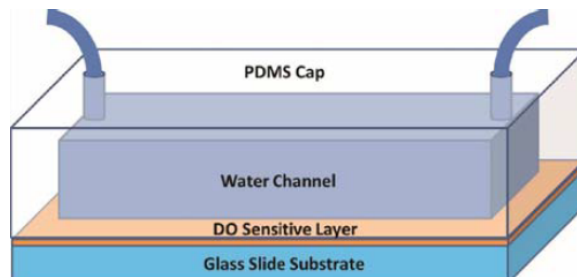 PDMS Cap
Water Channel
DO Sensitive Layer
Glass Slide Substrate